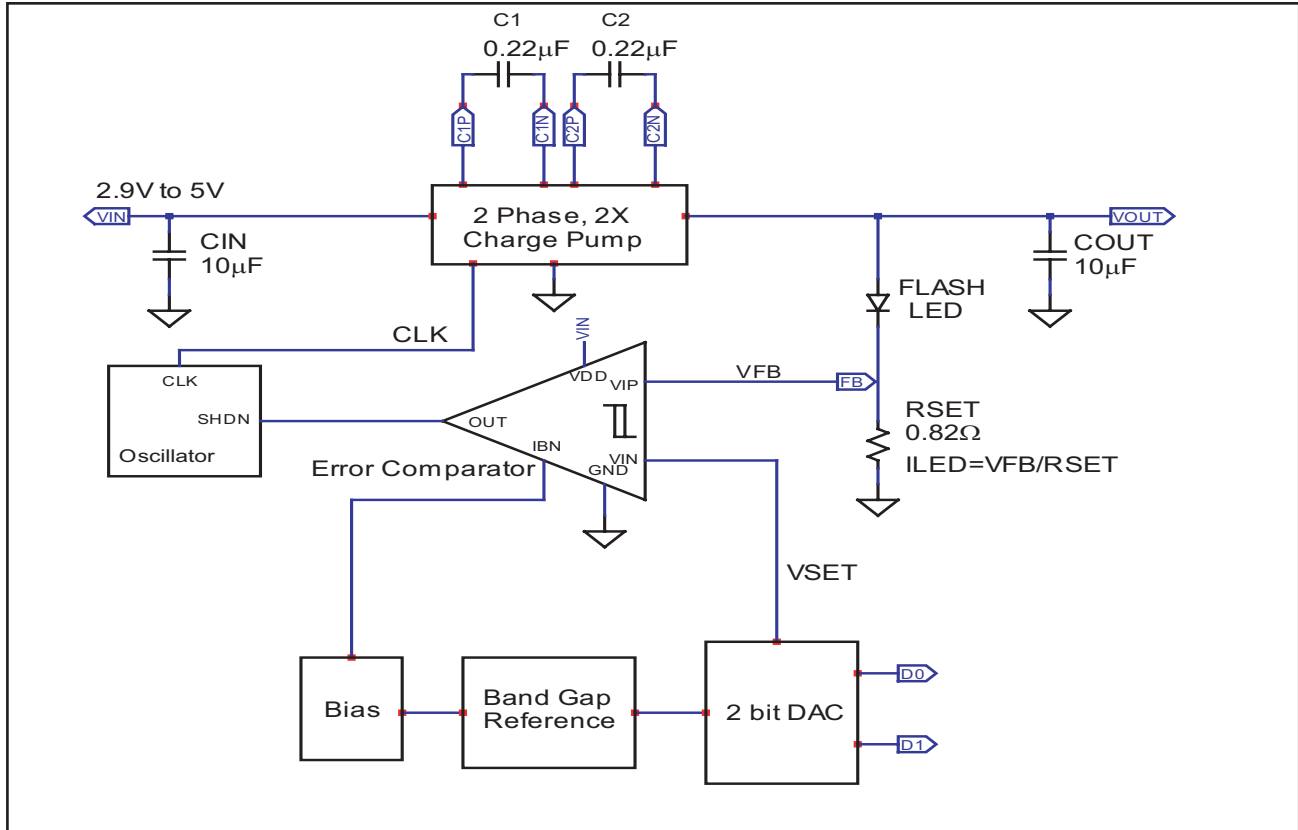 C1
C2
0.22µF
0.22µF
C1P
C1N
C2P
C2N
2.9V to 5V
VIN
2 Phase, 2X
Charge Pump
VOUT
CIN
10µF
COUT
10µF
FLASH
LED
CLK
VIN
CLK
SHDN
Oscillator
VDD
VIP
VFB
FB
OUT
IBN
VIN
GND
Error Comparator
RSET
0.82Ω
ILED=VFB/RSET
VSET
Bias
Band Gap
Reference
2 bit DAC
D0
D1